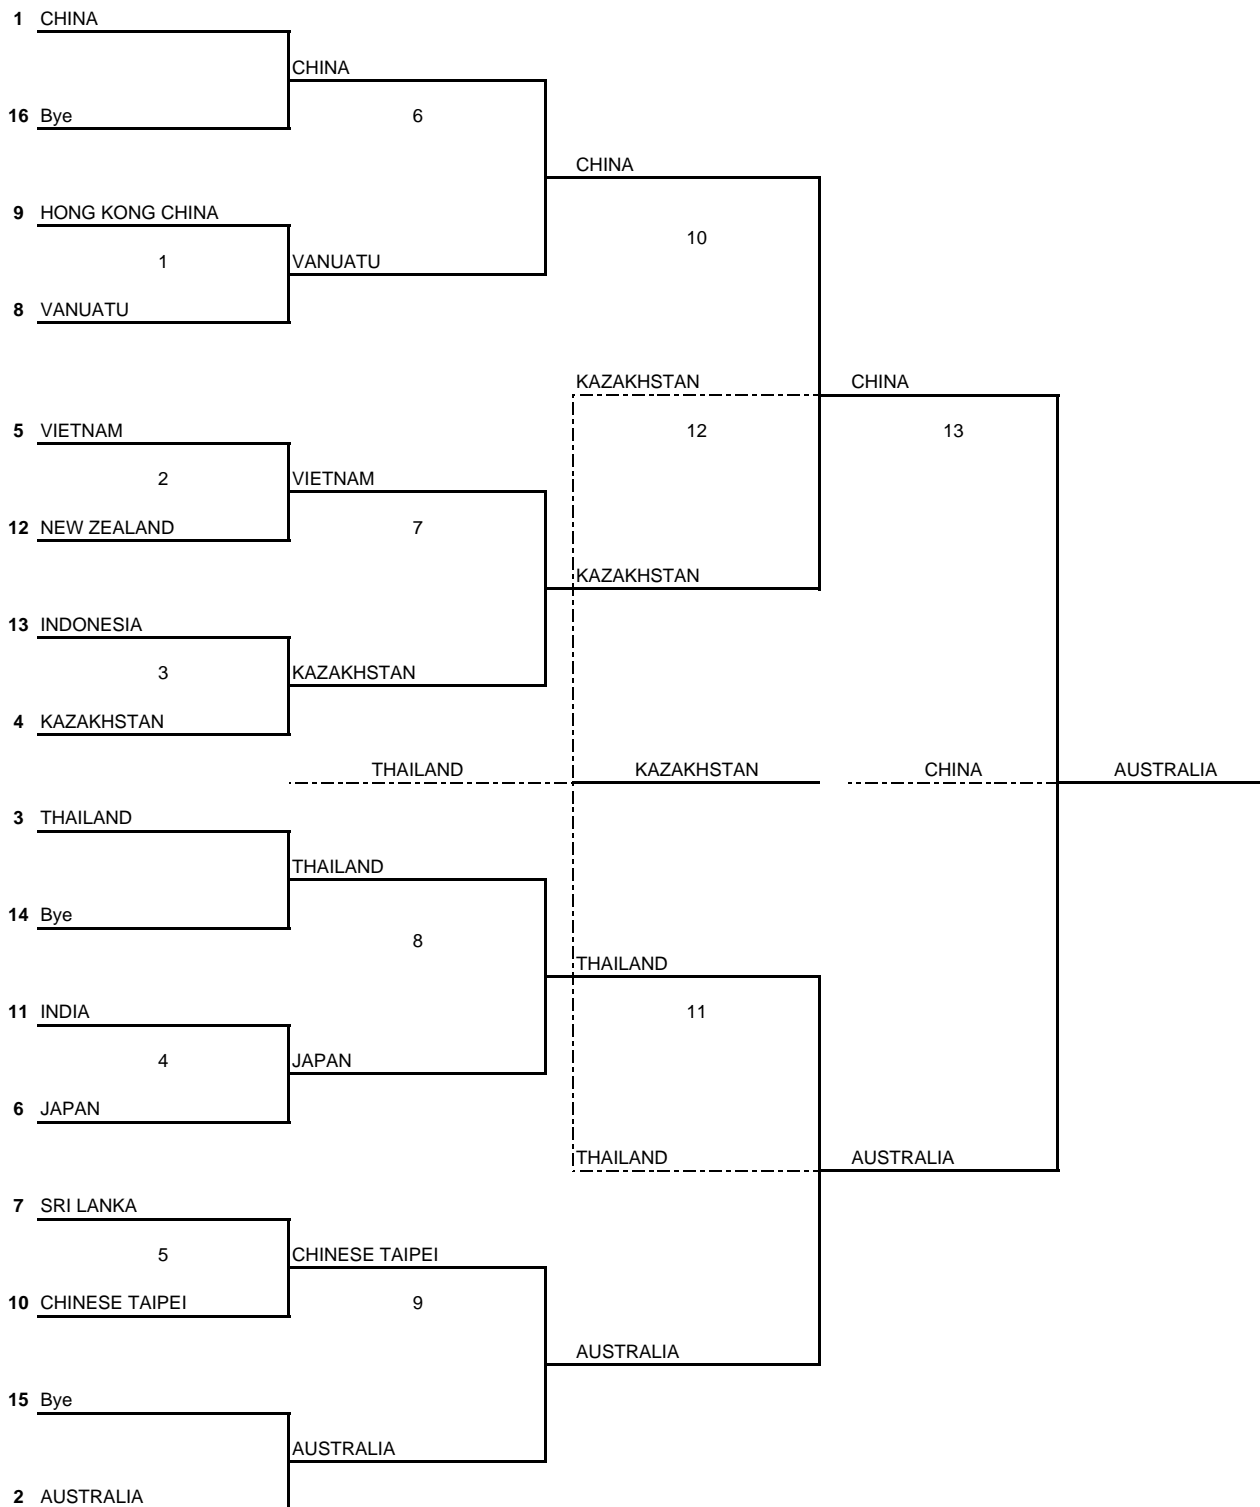 1 CHINA
CHINA
16 Bye 6
CHINA
9 HONG KONG CHINA
10
1 VANUATU
8 VANUATU
KAZAKHSTAN CHINA
5 VIETNAM 12 13
2 VIETNAM
12 NEW ZEALAND 7
KAZAKHSTAN
13 INDONESIA
3 KAZAKHSTAN
4 KAZAKHSTAN
THAILAND KAZAKHSTAN CHINA AUSTRALIA
3 THAILAND
THAILAND
14 Bye
8
THAILAND
11 INDIA 11
4 JAPAN
6 JAPAN
THAILAND AUSTRALIA
7 SRI LANKA
5 CHINESE TAIPEI
10 CHINESE TAIPEI 9
AUSTRALIA
15 Bye
AUSTRALIA
2 AUSTRALIA